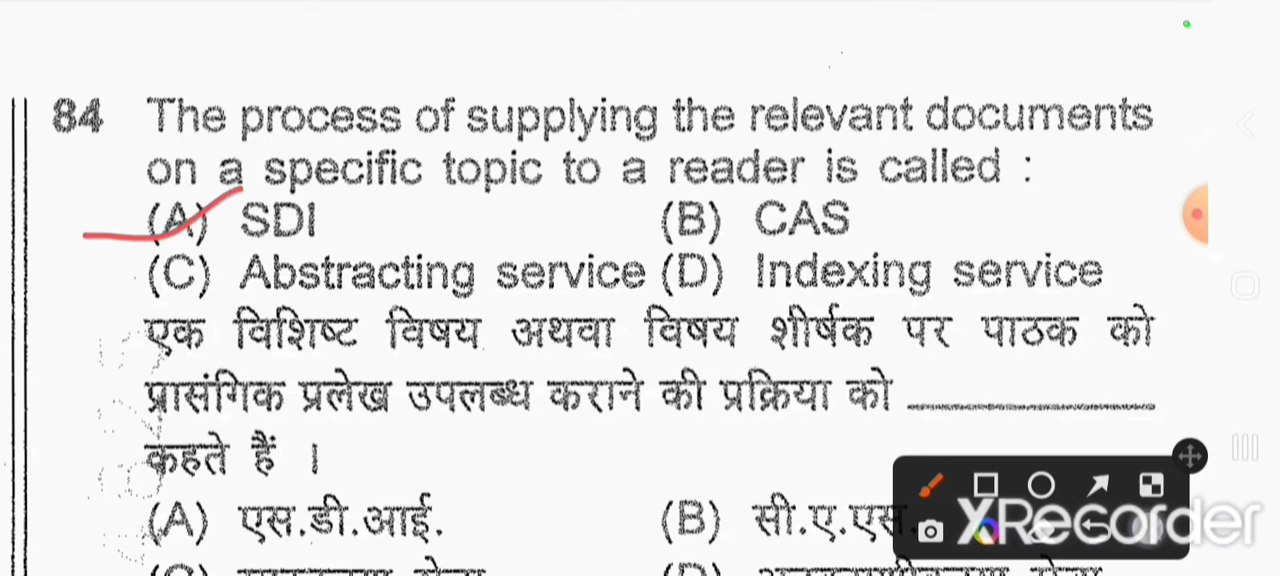 84 The process of supplying the relevant documents
on a specific topic to a reader is called :
(A) SDI (B) CAS
(C) Abstracting service (D) Indexing service
एक विशिष्ट विषय अथवा विषय शीर्षक पर पाठक को
प्रासंगिक प्रलेख उपलब्ध कराने की प्रक्रिया को ________
कहते हैं ।
(A) एस.डी.आई. (B) सी.ए.एस.
XRecorder
(C) (D)